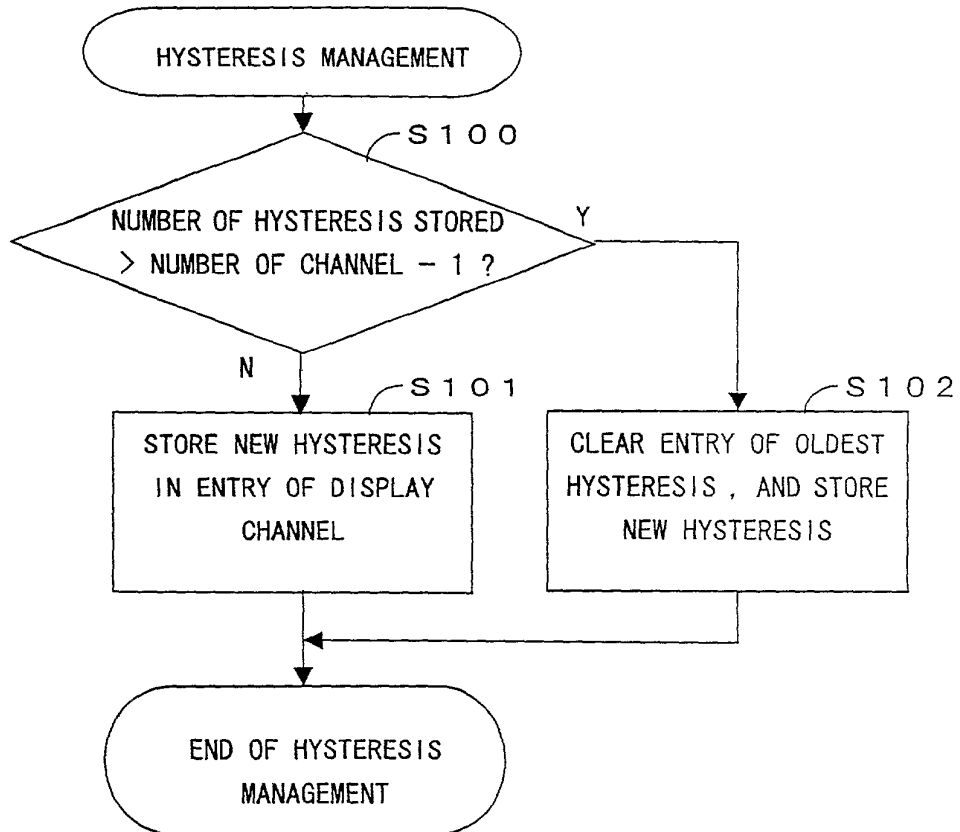 HYSTERESIS MANAGEMENT
S100
NUMBER OF HYSTERESIS STORED
> NUMBER OF CHANNEL - 1 ?
Y
N
S101
STORE NEW HYSTERESIS
IN ENTRY OF DISPLAY
CHANNEL
S102
CLEAR ENTRY OF OLDEST
HYSTERESIS, AND STORE
NEW HYSTERESIS
END OF HYSTERESIS
MANAGEMENT